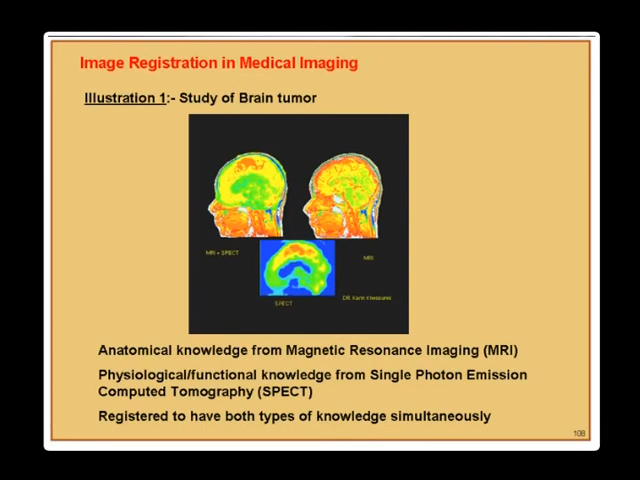 Image Registration in Medical Imaging
Illustration 1:- Study of Brain tumor
MRI + SPECT
MRI
SPECT
Anatomical knowledge from Magnetic Resonance Imaging (MRI)
Physiological/functional knowledge from Single Photon Emission
Computed Tomography (SPECT)
Registered to have both types of knowledge simultaneously
108